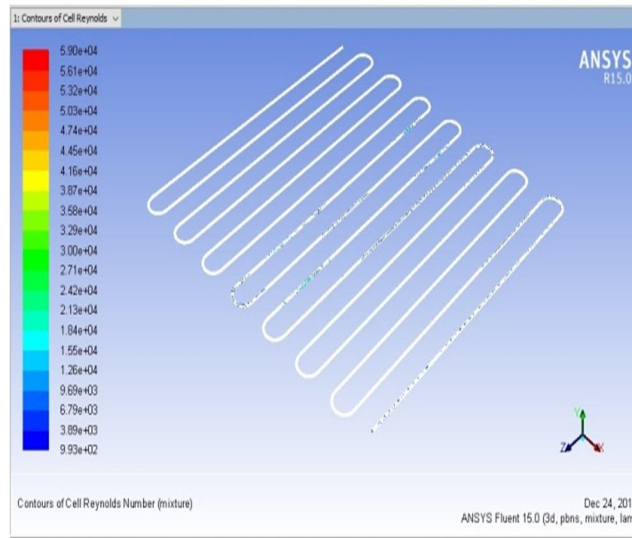 1: Contours of Cell Reynolds
5.90e+04
5.61e+04
5.32e+04
5.03e+04
4.74e+04
4.45e+04
4.16e+04
3.87e+04
3.58e+04
3.29e+04
3.00e+04
2.71e+04
2.42e+04
2.13e+04
1.84e+04
1.55e+04
1.26e+04
9.69e+03
6.79e+03
3.89e+03
9.93e+02
ANSYS
R15.0
Y
Z
X
Contours of Cell Reynolds Number (mixture)
Dec 24, 201
ANSYS Fluent 15.0 (3d, pbns, mixture, lam